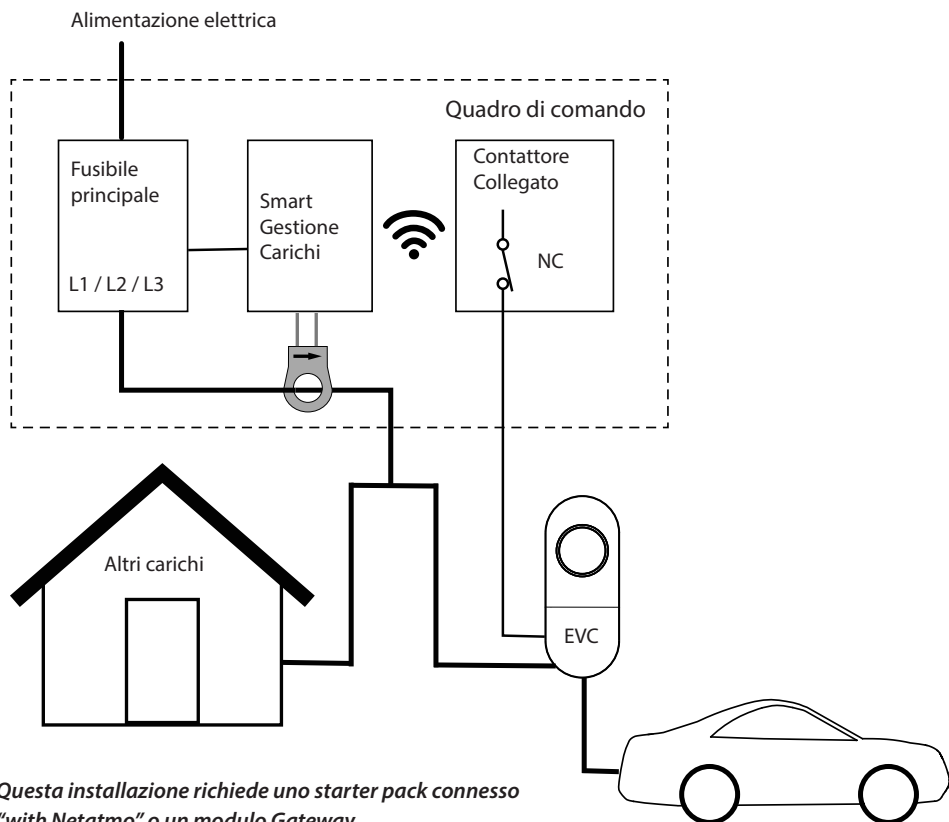 Alimentazione elettrica
Quadro di comando
Fusibile
principale
L1 / L2 / L3
Smart
Gestione
Carichi
Contattore
Collegato
NC
Altri carichi
EVC
Questa installazione richiede uno starter pack connesso
“with Netatmo” o un modulo Gateway